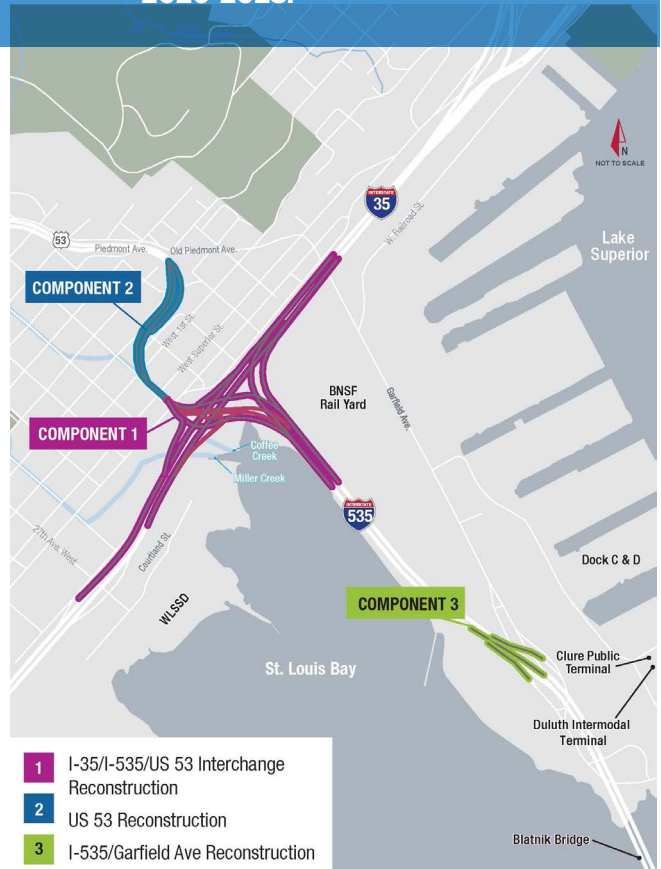 N
NOT TO SCALE
INTERSTATE
35
W. Railroad St.
Lake
Superior
53
Piedmont Ave.
Old Piedmont Ave.
COMPONENT 2
West 1st St.
West Superior St.
BNSF
Rail Yard
Garfield Ave.
COMPONENT 1
Coffee
Creek
Miller Creek
INTERSTATE
535
27th Ave. West
Courtland St.
Dock C & D
WLSSD
COMPONENT 3
Clure Public
Terminal
St. Louis Bay
Duluth Intermodal
Terminal
1
I-35/I-535/US 53 Interchange
Reconstruction
2
US 53 Reconstruction
3
I-535/Garfield Ave Reconstruction
Blatnik Bridge